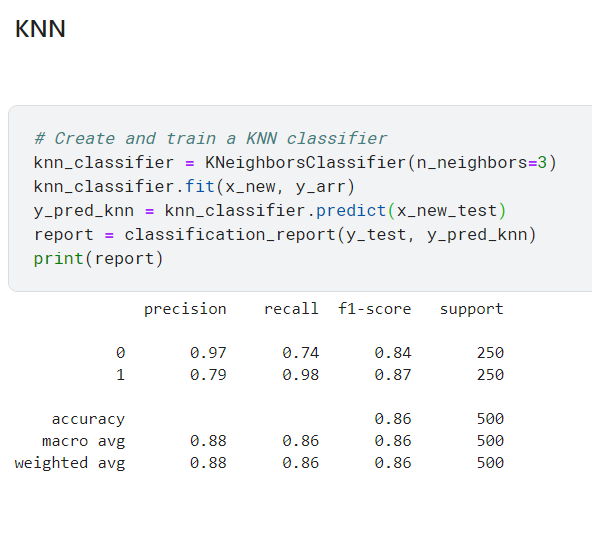 KNN
# Create and train a KNN classifier
knn_classifier = KNeighborsClassifier(n_neighbors=3)
knn_classifier.fit(x_new, y_arr)
y_pred_knn = knn_classifier.predict(x_new_test)
report = classification_report(y_test, y_pred_knn)
print(report)
precision recall f1-score support
0 0.97 0.74 0.84 250
1 0.79 0.98 0.87 250
accuracy 0.86 500
macro avg 0.88 0.86 0.86 500
weighted avg 0.88 0.86 0.86 500